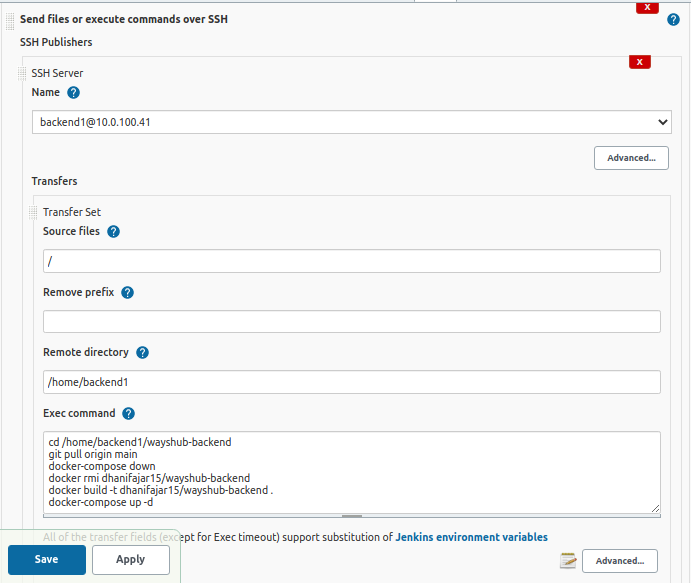 X
Send files or execute commands over SSH
?
SSH Publishers
X
SSH Server
Name ?
backend1@10.0.100.41
Advanced...
Transfers
Transfer Set
Source files ?
/
Remove prefix ?
Remote directory ?
/home/backend1
Exec command ?
cd /home/backend1/wayshub-backend
git pull origin main
docker-compose down
docker rmi dhanifajar15/wayshub-backend
docker build -t dhanifajar15/wayshub-backend .
docker-compose up -d
All of the transfer fields (except for Exec timeout) support substitution of Jenkins environment variables
Save
Apply
Advanced...